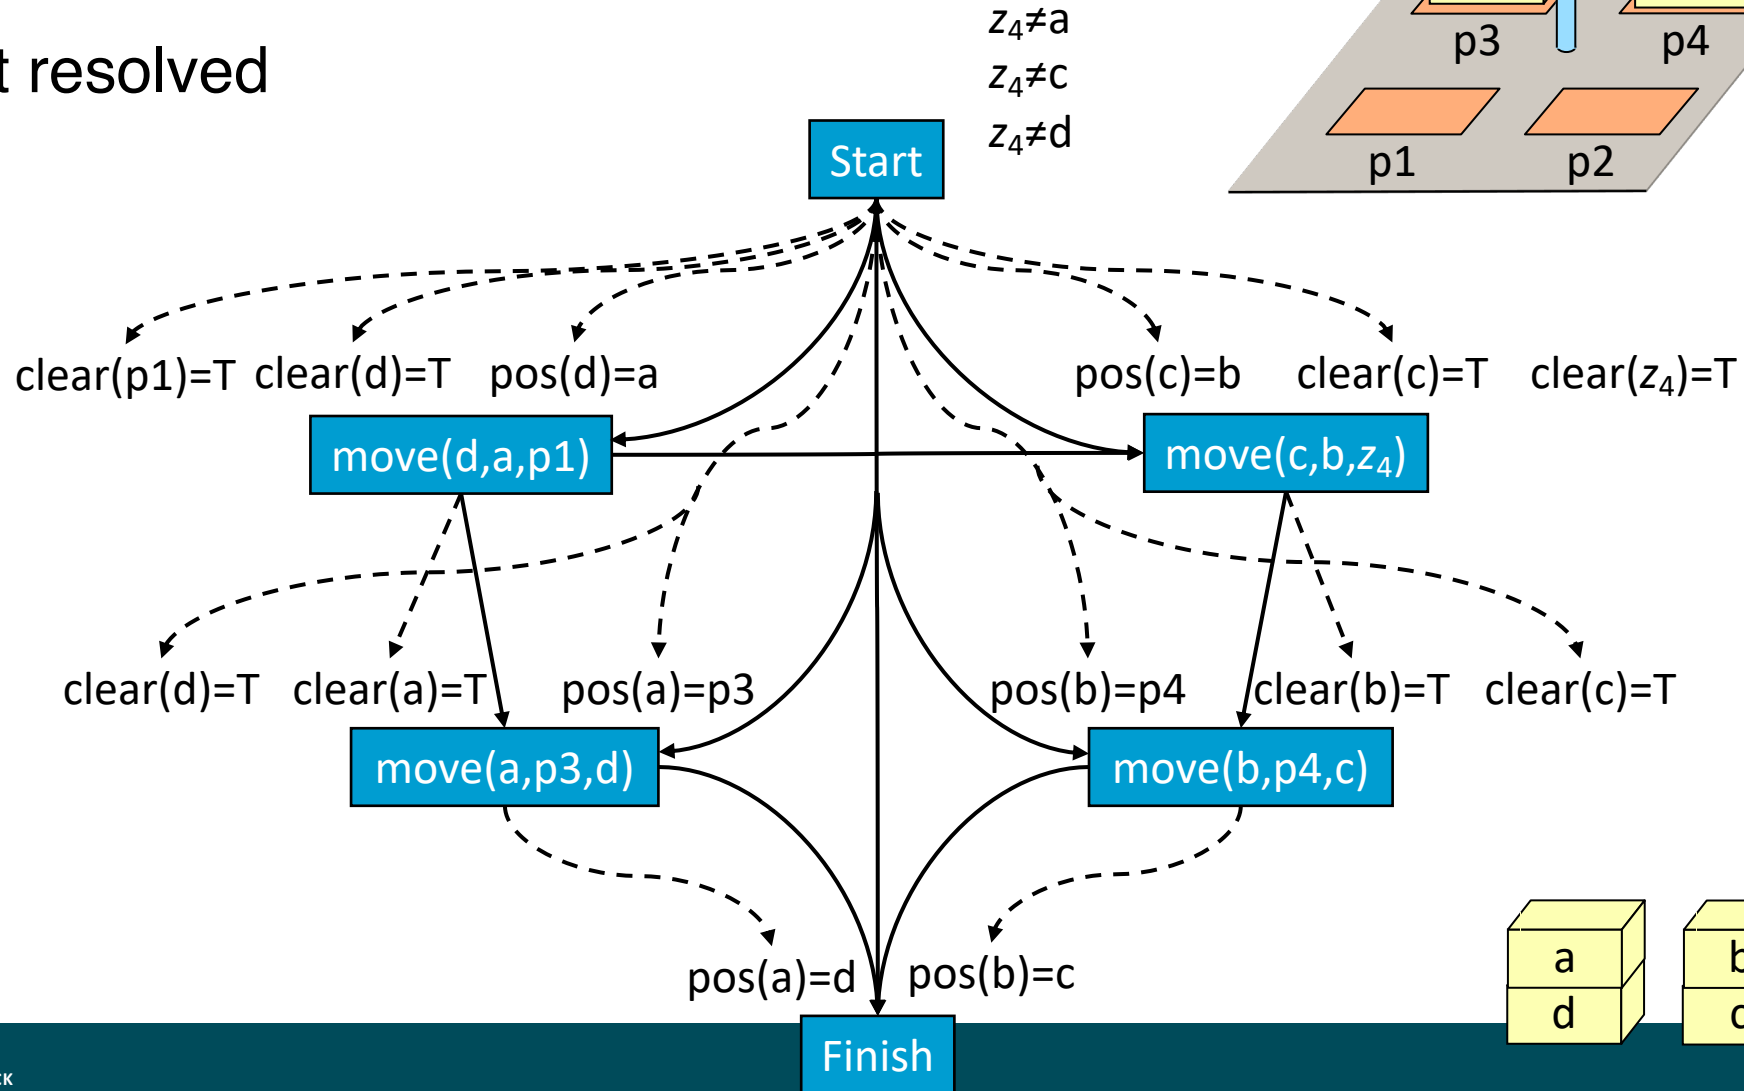 z₄≠a
p3 p4
t resolved
z₄≠c
z₄≠d
Start
p1 p2
clear(p1)=T clear(d)=T pos(d)=a pos(c)=b clear(c)=T clear(z₄)=T
move(d,a,p1) move(c,b,z₄)
clear(d)=T clear(a)=T pos(a)=p3 pos(b)=p4 clear(b)=T clear(c)=T
move(a,p3,d) move(b,p4,c)
pos(a)=d pos(b)=c
a b
d
Finish
CK